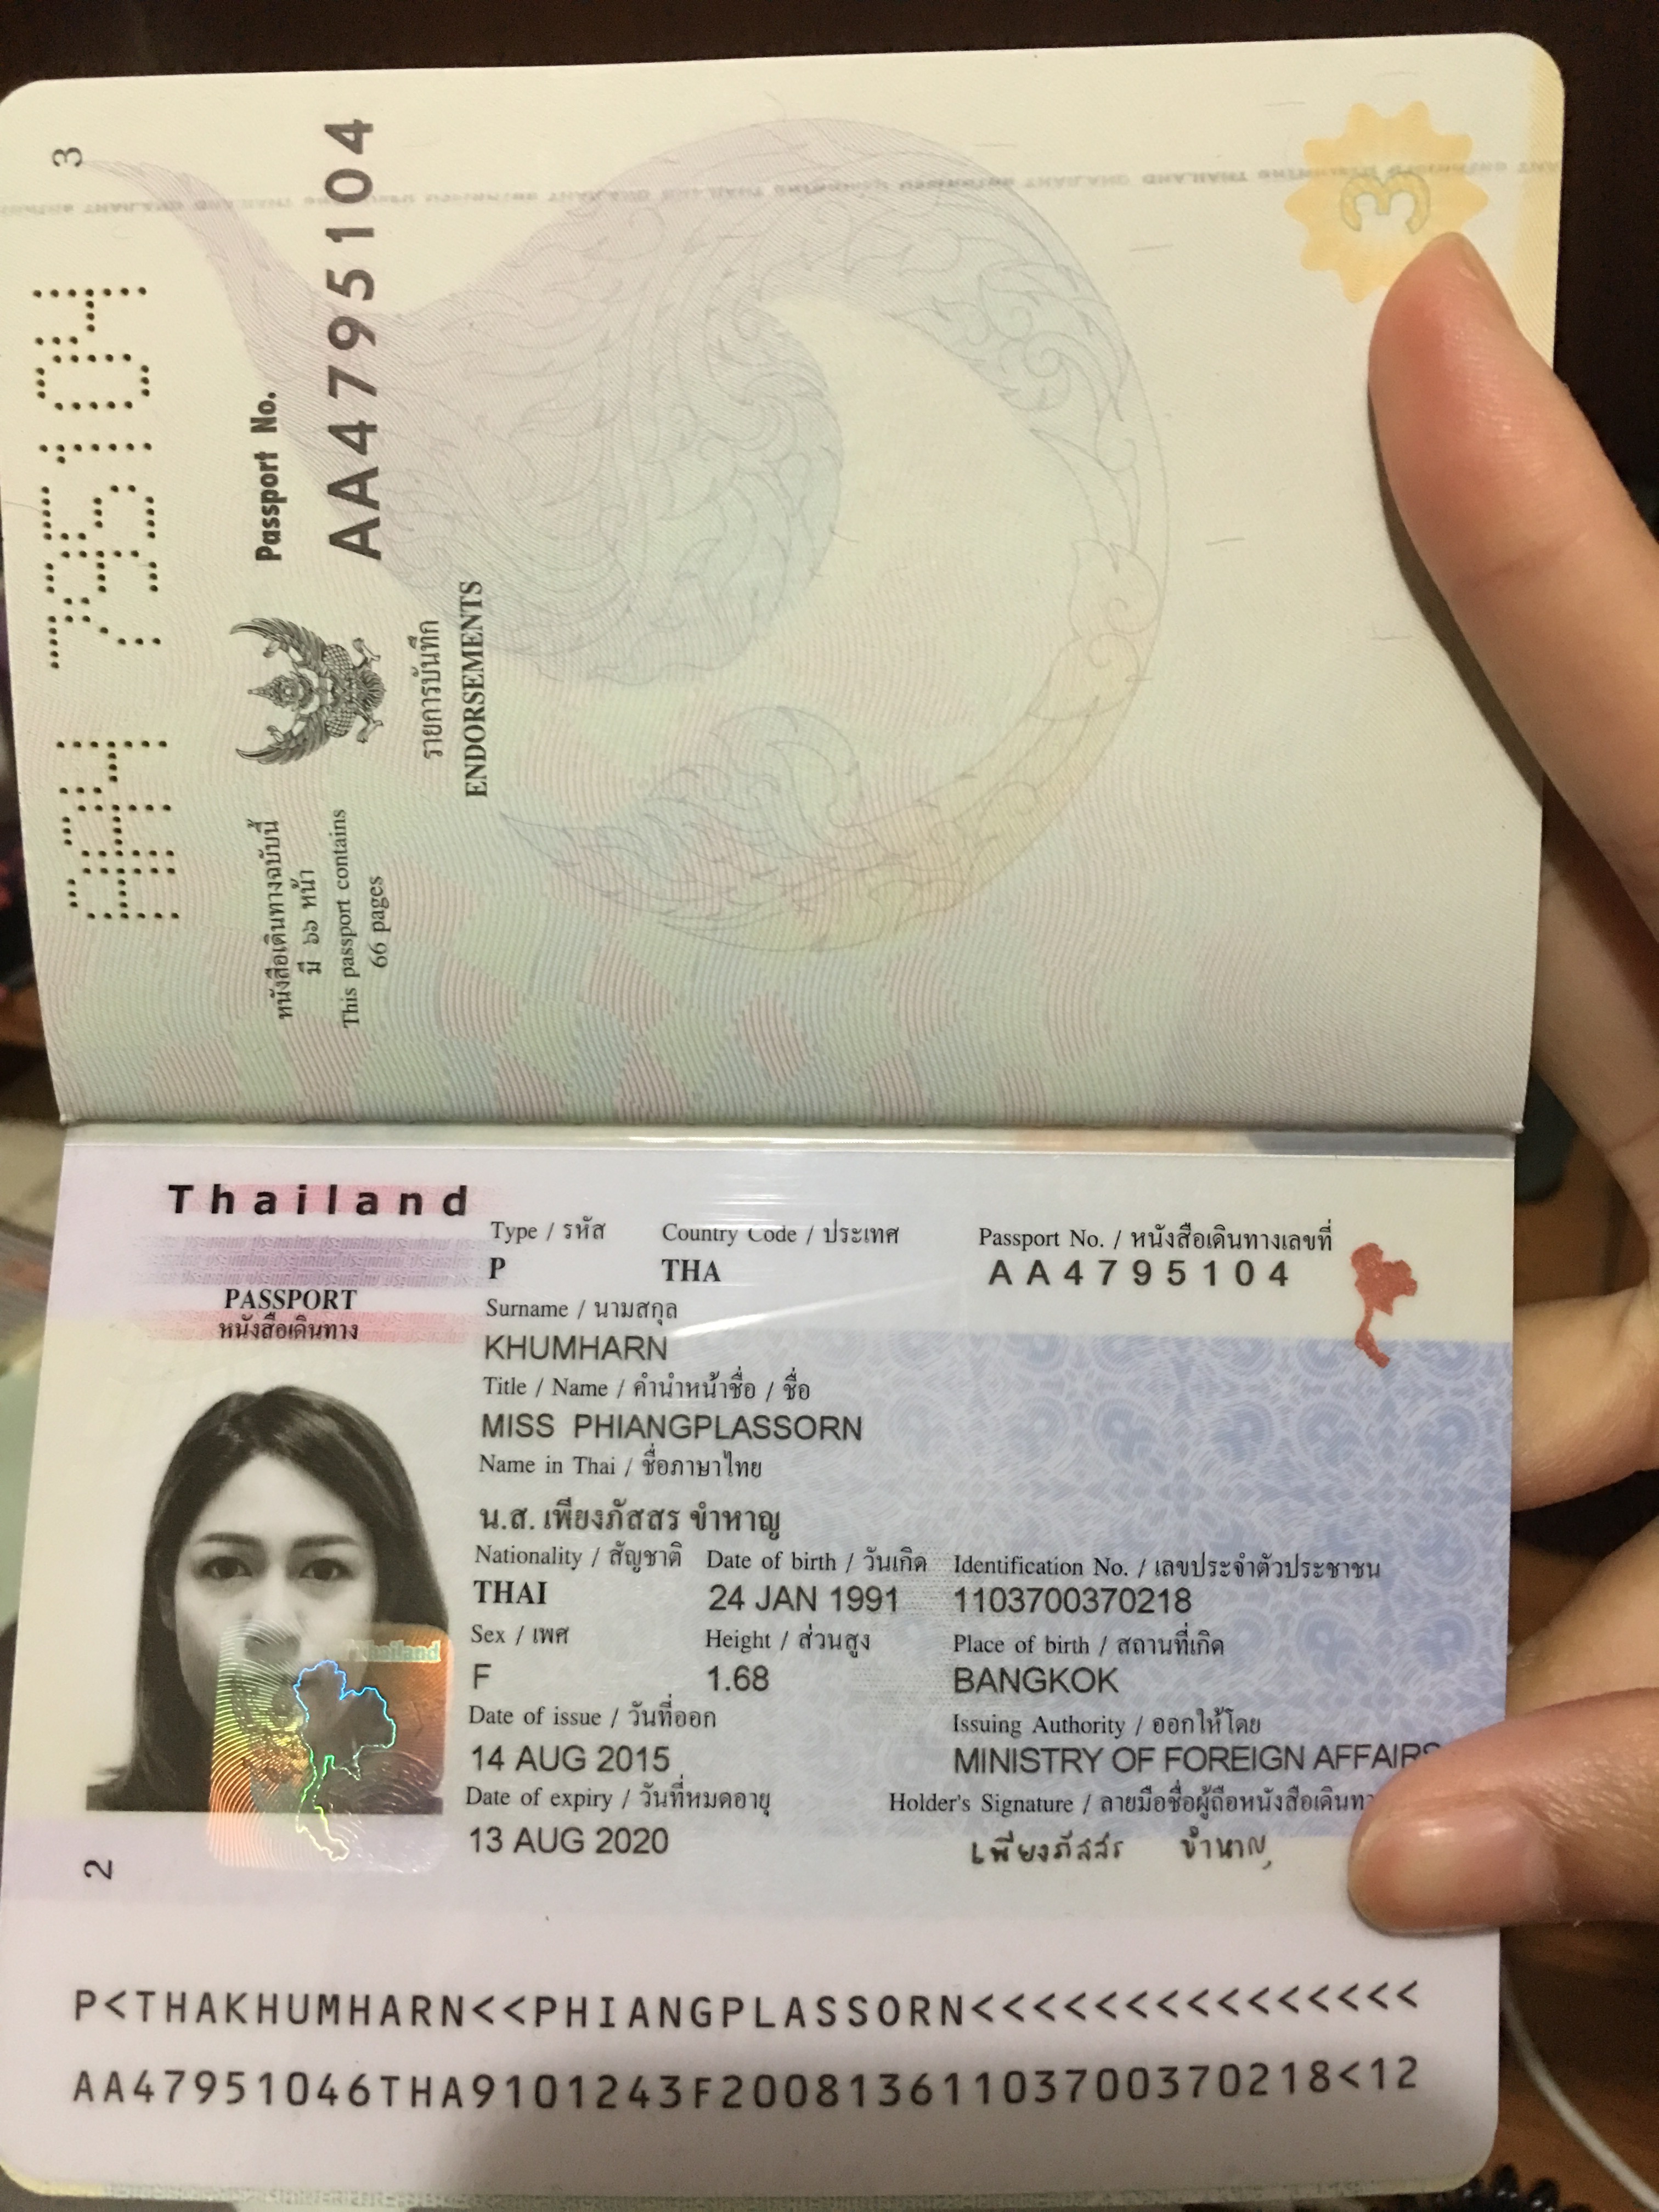 3
AA4795104
Passport No.
AA4795104
หนังสือเดินทางฉบับนี้
มี ๖๖ หน้า
This passport contains
66 pages
รายการบันทึก
ENDORSEMENTS
3
Thailand
PASSPORT
หนังสือเดินทาง
Type / รหัส Country Code / ประเทศ Passport No. / หนังสือเดินทางเลขที่
P THA AA4795104
Surname / นามสกุล
KHUMHARN
Title / Name / คำนำหน้าชื่อ / ชื่อ
MISS PHIANGPLASSORN
Name in Thai / ชื่อภาษาไทย
น.ส. เพียงภัสสร ขำหาญ
Nationality / สัญชาติ Date of birth / วันเกิด Identification No. / เลขประจำตัวประชาชน
THAI 24 JAN 1991 1103700370218
Sex / เพศ Height / ส่วนสูง Place of birth / สถานที่เกิด
F 1.68 BANGKOK
Date of issue / วันที่ออก Issuing Authority / ออกให้โดย
14 AUG 2015 MINISTRY OF FOREIGN AFFAIRS
Date of expiry / วันที่หมดอายุ Holder's Signature / ลายมือชื่อผู้ถือหนังสือเดินทา
13 AUG 2020 เพียงภัสสร ขำหาญ
Thailand
2
P<THAKHUMHARN<<PHIANGPLASSORN<<<<<<<<<<<<<<<
AA47951046THA9101243F20081361103700370218<12